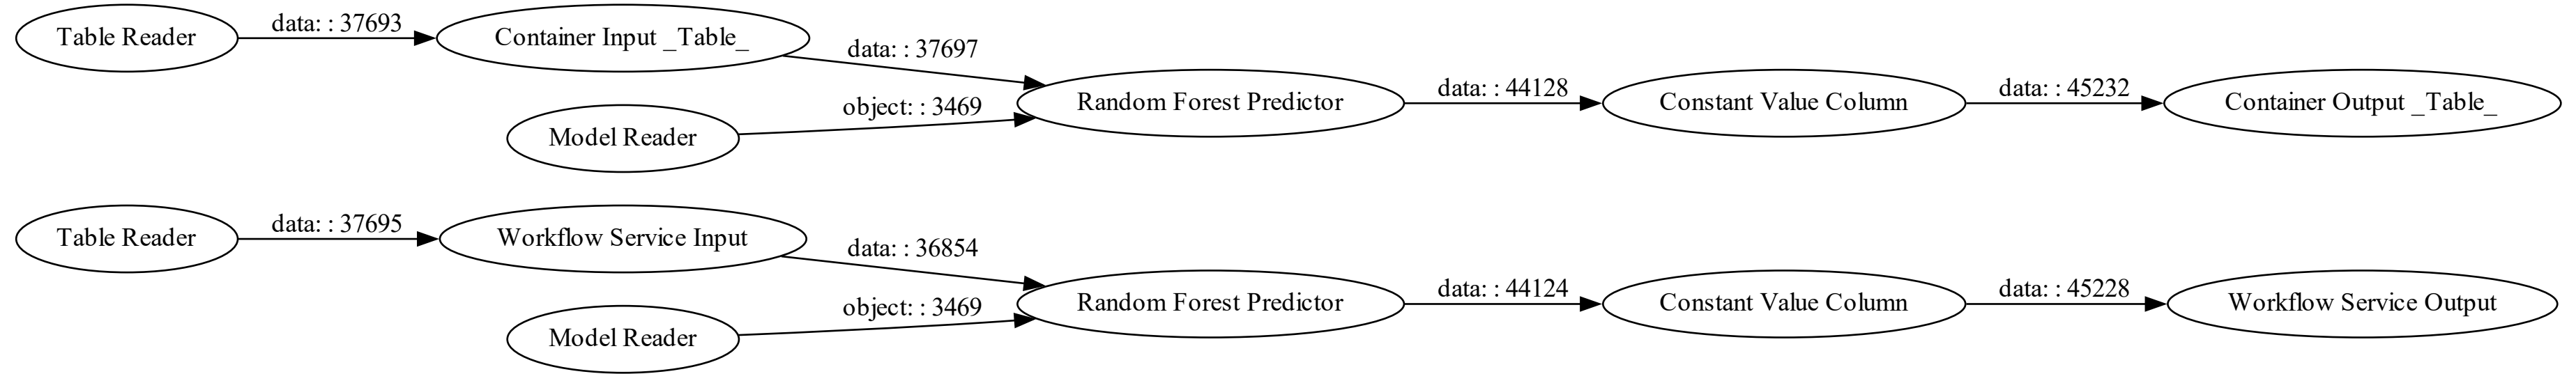 Table Reader
data: : 37693
Container Input _Table_
data: : 37697
Model Reader
object: : 3469
Random Forest Predictor
data: : 44128
Constant Value Column
data: : 45232
Container Output _Table_
Table Reader
data: : 37695
Workflow Service Input
data: : 36854
Model Reader
object: : 3469
Random Forest Predictor
data: : 44124
Constant Value Column
data: : 45228
Workflow Service Output